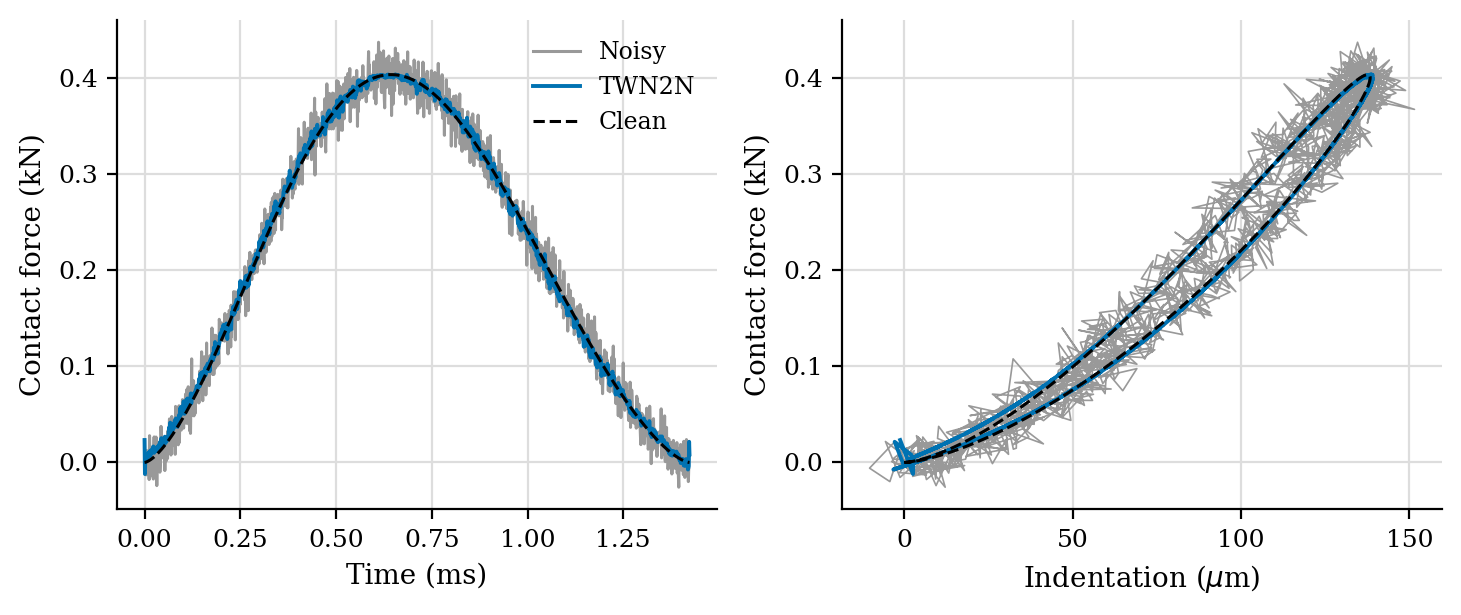 Contact force (kN)
0.4
0.3
0.2
0.1
0.0
Noisy
TWN2N
Clean
0.00 0.25 0.50 0.75 1.00 1.25
Time (ms)
Contact force (kN)
0.4
0.3
0.2
0.1
0.0
0 50 100 150
Indentation (μm)